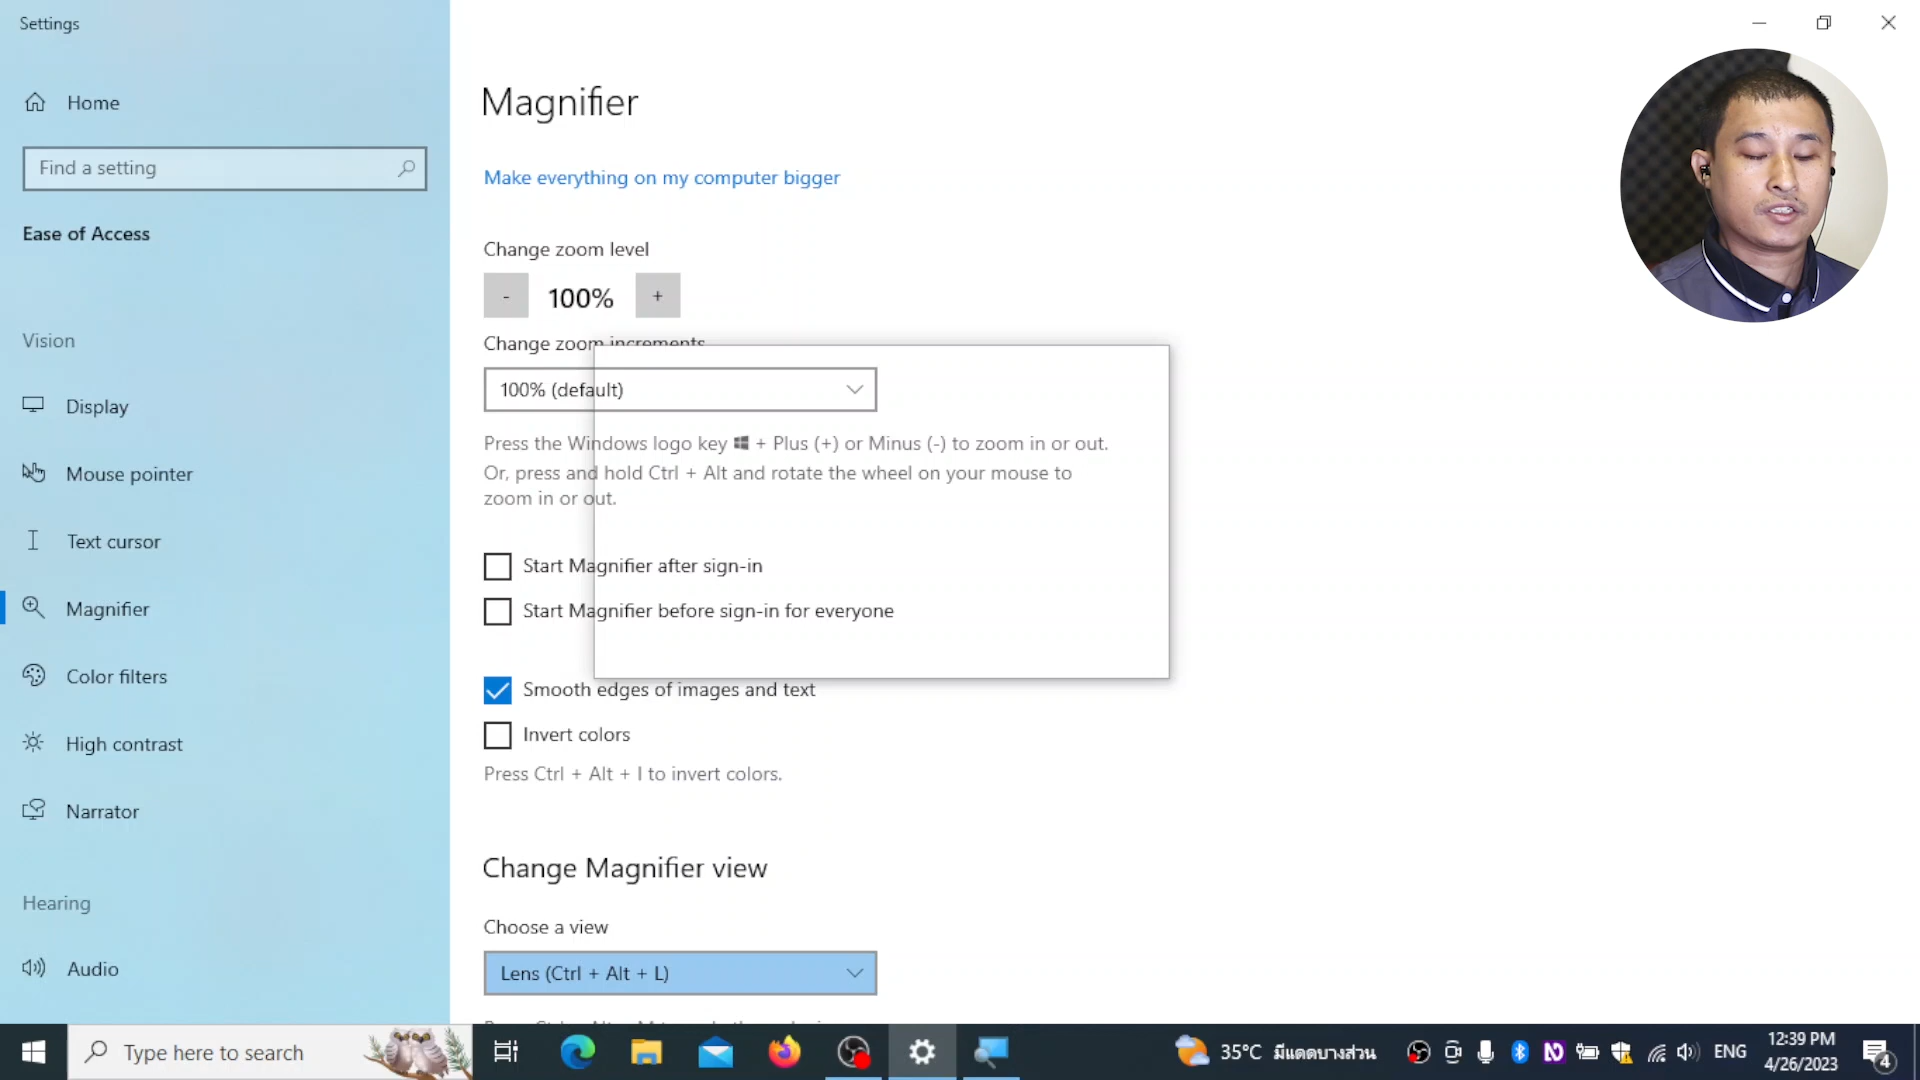 Settings
Home
Find a setting
Ease of Access
Vision
Display
Mouse pointer
Text cursor
Magnifier
Color filters
High contrast
Narrator
Hearing
Audio
Magnifier
Make everything on my computer bigger
Change zoom level
- 100% +
Change zoom increments
100% (default)
Press the Windows logo key + Plus (+) or Minus (-) to zoom in or out.
Or, press and hold Ctrl + Alt and rotate the wheel on your mouse to
zoom in or out.
Start Magnifier after sign-in
Start Magnifier before sign-in for everyone
Smooth edges of images and text
Invert colors
Press Ctrl + Alt + I to invert colors.
Change Magnifier view
Choose a view
Lens (Ctrl + Alt + L)
Type here to search
35°C มีแดดบางส่วน
ENG
12:39 PM
4/26/2023
4